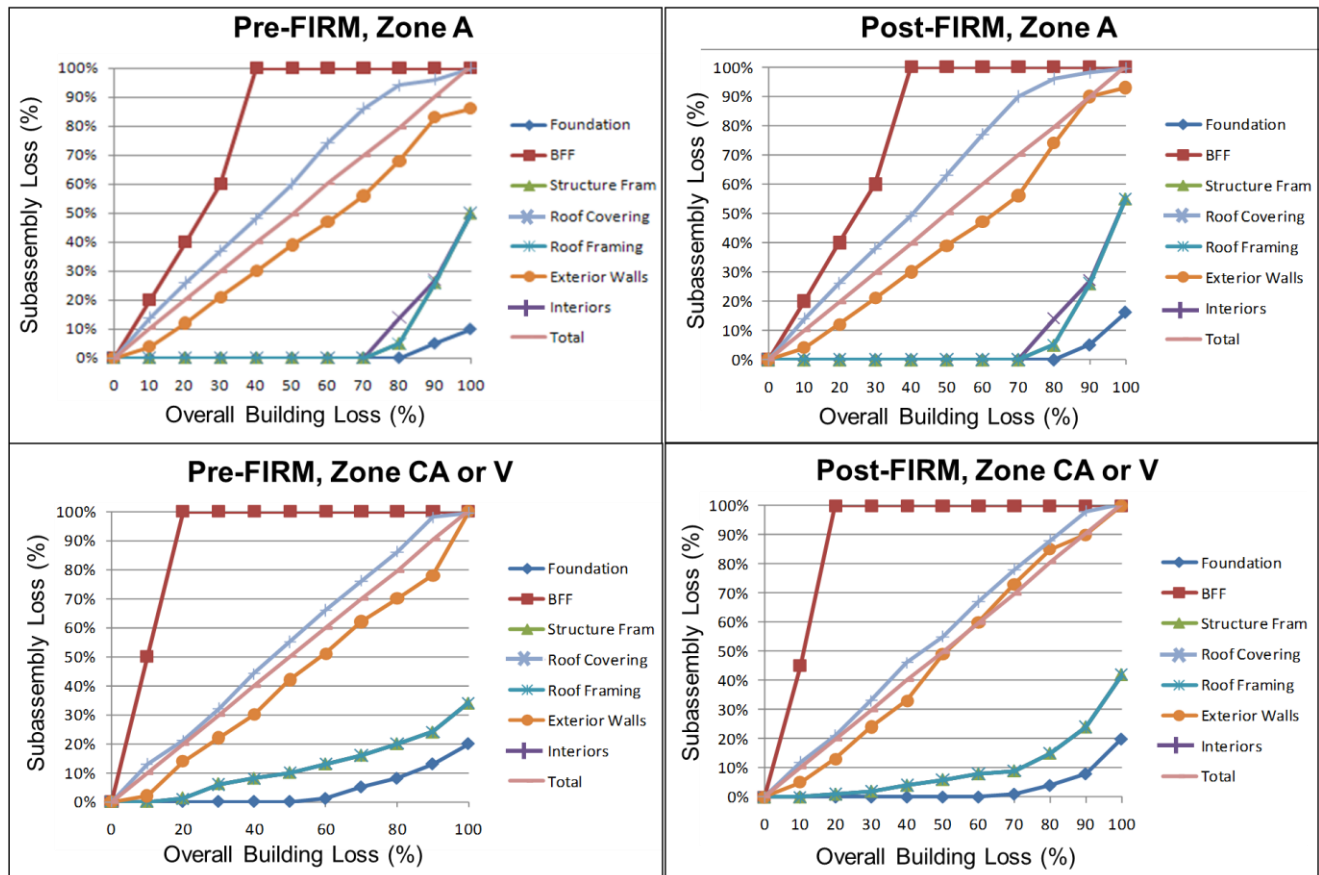 Pre-FIRM, Zone A
Subassembly Loss (%)
100%
90%
80%
70%
60%
50%
40%
30%
20%
10%
0%
0 10 20 30 40 50 60 70 80 90 100
Overall Building Loss (%)
Foundation
BFF
Structure Fram
Roof Covering
Roof Framing
Exterior Walls
Interiors
Total
Post-FIRM, Zone A
Subassembly Loss (%)
100%
90%
80%
70%
60%
50%
40%
30%
20%
10%
0%
0 10 20 30 40 50 60 70 80 90 100
Overall Building Loss (%)
Foundation
BFF
Structure Fram
Roof Covering
Roof Framing
Exterior Walls
Interiors
Total
Pre-FIRM, Zone CA or V
Subassembly Loss (%)
100%
90%
80%
70%
60%
50%
40%
30%
20%
10%
0%
0 20 40 60 80 100
Overall Building Loss (%)
Foundation
BFF
Structure Fram
Roof Covering
Roof Framing
Exterior Walls
Interiors
Total
Post-FIRM, Zone CA or V
Subassembly Loss (%)
100%
90%
80%
70%
60%
50%
40%
30%
20%
10%
0%
0 10 20 30 40 50 60 70 80 90 100
Overall Building Loss (%)
Foundation
BFF
Structure Fram
Roof Covering
Roof Framing
Exterior Walls
Interiors
Total